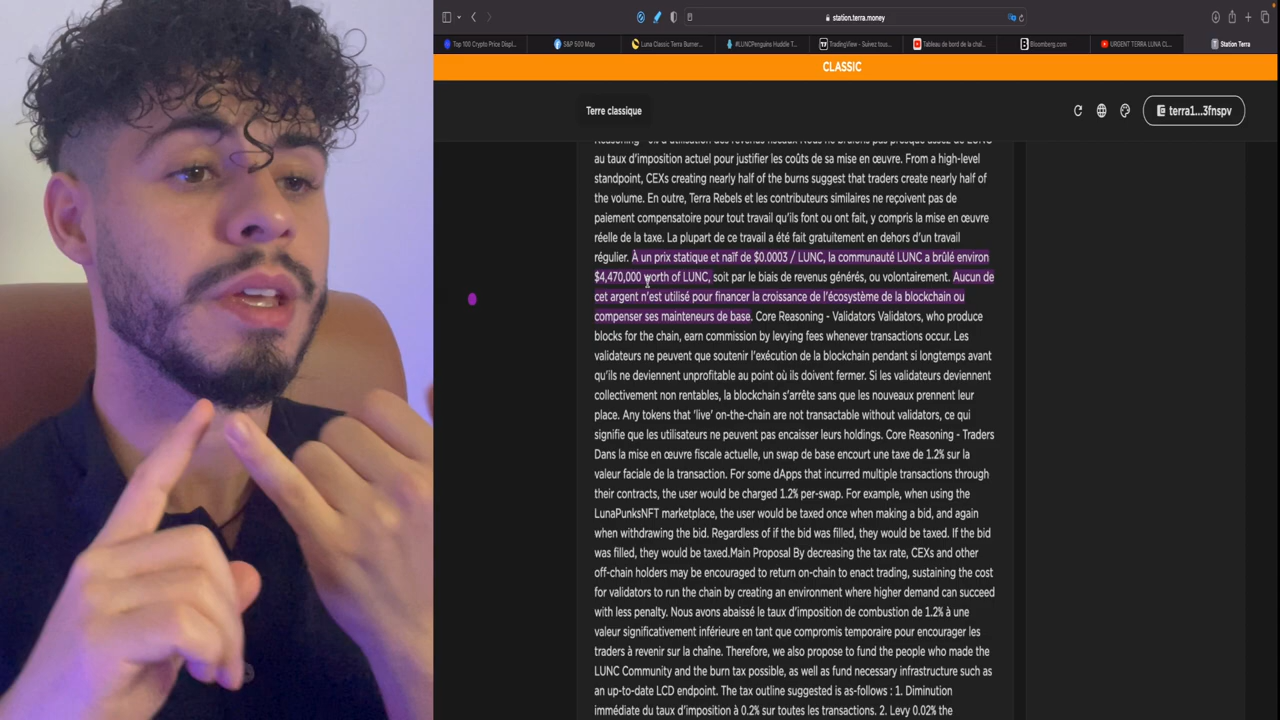 station.terra.money
Top 100 Crypto Price Displ...
S&P 500 Map
Luna Classic Terra Burner...
#LUNCPenguins Huddle T...
TradingView - Suivez tous...
Tableau de bord de la chaî...
Bloomberg.com
URGENT TERRA LUNA CL...
Station Terra
CLASSIC
Terre classique
terra1...3fnspv
au taux d'imposition actuel pour justifier les coûts de sa mise en œuvre. From a high-level
standpoint, CEXs creating nearly half of the burns suggest that traders create nearly half of
the volume. En outre, Terra Rebels et les contributeurs similaires ne reçoivent pas de
paiement compensatoire pour tout travail qu'ils font ou ont fait, y compris la mise en œuvre
réelle de la taxe. La plupart de ce travail a été fait gratuitement en dehors d'un travail
régulier. À un prix statique et naïf de $0.0003 / LUNC, la communauté LUNC a brûlé environ
$4,470,000 worth of LUNC, soit par le biais de revenus générés, ou volontairement. Aucun de
cet argent n'est utilisé pour financer la croissance de l'écosystème de la blockchain ou
compenser ses mainteneurs de base. Core Reasoning - Validators Validators, who produce
blocks for the chain, earn commission by levying fees whenever transactions occur. Les
validateurs ne peuvent que soutenir l'exécution de la blockchain pendant si longtemps avant
qu'ils ne deviennent unprofitable au point où ils doivent fermer. Si les validateurs deviennent
collectivement non rentables, la blockchain s'arrête sans que les nouveaux prennent leur
place. Any tokens that 'live' on-the-chain are not transactable without validators, ce qui
signifie que les utilisateurs ne peuvent pas encaisser leurs holdings. Core Reasoning - Traders
Dans la mise en œuvre fiscale actuelle, un swap de base encourt une taxe de 1.2% sur la
valeur faciale de la transaction. For some dApps that incurred multiple transactions through
their contracts, the user would be charged 1.2% per-swap. For example, when using the
LunaPunksNFT marketplace, the user would be taxed once when making a bid, and again
when withdrawing the bid. Regardless of if the bid was filled, they would be taxed. If the bid
was filled, they would be taxed.Main Proposal By decreasing the tax rate, CEXs and other
off-chain holders may be encouraged to return on-chain to enact trading, sustaining the cost
for validators to run the chain by creating an environment where higher demand can succeed
with less penalty. Nous avons abaissé le taux d'imposition de combustion de 1.2% à une
valeur significativement inférieure en tant que compromis temporaire pour encourager les
traders à revenir sur la chaîne. Therefore, we also propose to fund the people who made the
LUNC Community and the burn tax possible, as well as fund necessary infrastructure such as
an up-to-date LCD endpoint. The tax outline suggested is as-follows : 1. Diminution
immédiate du taux d'imposition à 0.2% sur toutes les transactions. 2. Levy 0.02% the